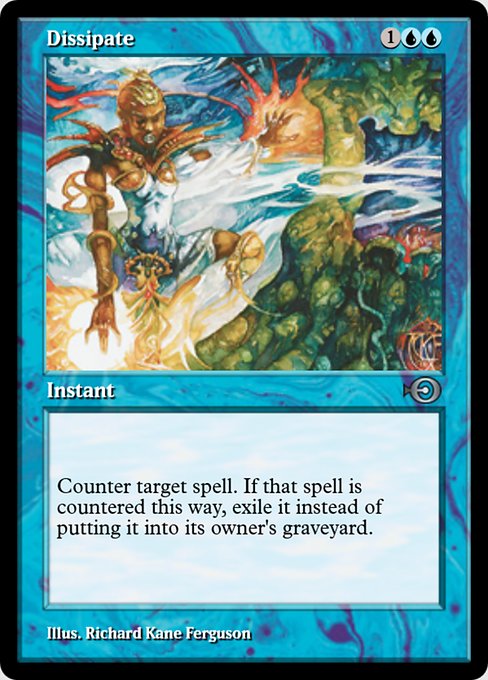 Dissipate 1
Instant
Counter target spell. If that spell is
countered this way, exile it instead of
putting it into its owner's graveyard.
Illus. Richard Kane Ferguson